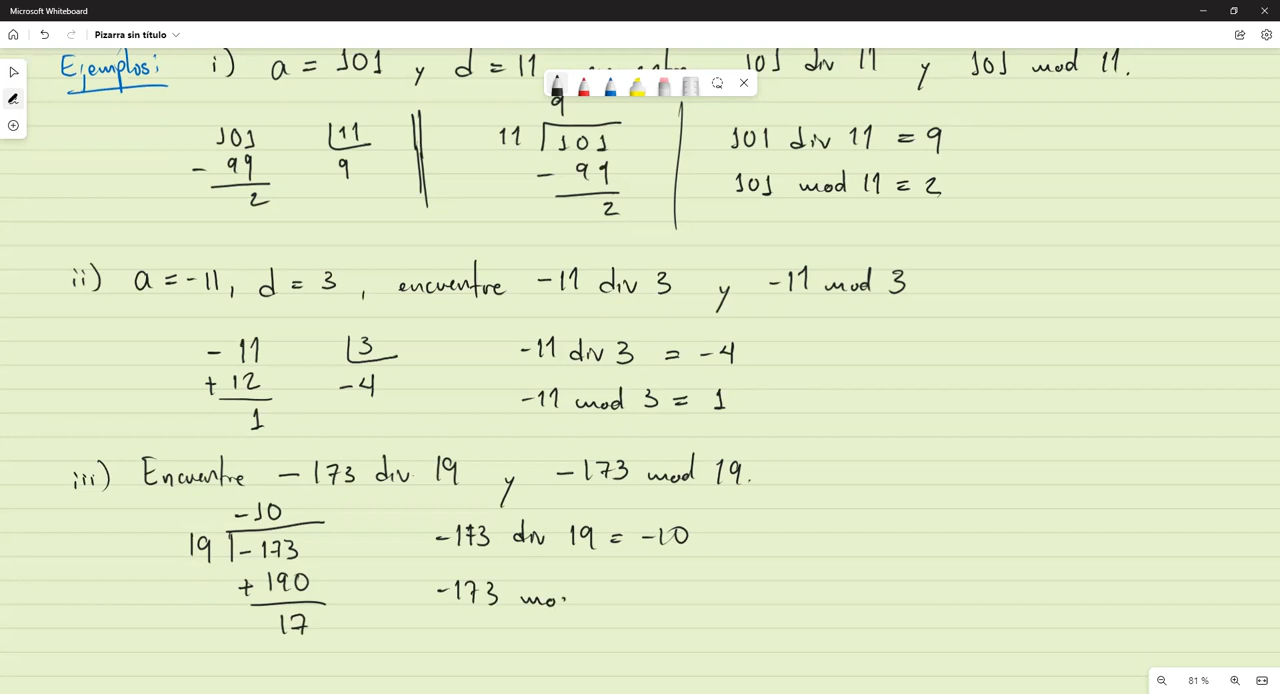 Microsoft Whiteboard
Pizarra sin título
Ejemplos: i) a = 101 y d = 11 101 div 11 y 101 mod 11.
101 11
- 99 9
2
9
11 101
- 99
2
101 div 11 = 9
101 mod 11 = 2
ii) a = -11, d = 3, encuentre -11 div 3 y -11 mod 3
- 11 3
+ 12 -4
1
-11 div 3 = -4
-11 mod 3 = 1
iii) Encuentre -173 div 19 y -173 mod 19.
-10
19 -173
+ 190
17
-173 div 19 = -10
-173 mo
81 %